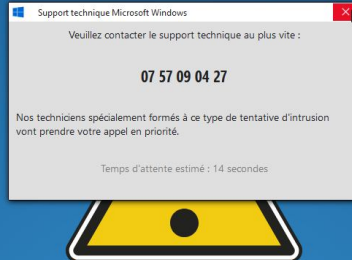 Support technique Microsoft Windows
Veuillez contacter le support technique au plus vite :
07 57 09 04 27
Nos techniciens spécialement formés à ce type de tentative d'intrusion
vont prendre votre appel en priorité.
Temps d'attente estimé : 14 secondes